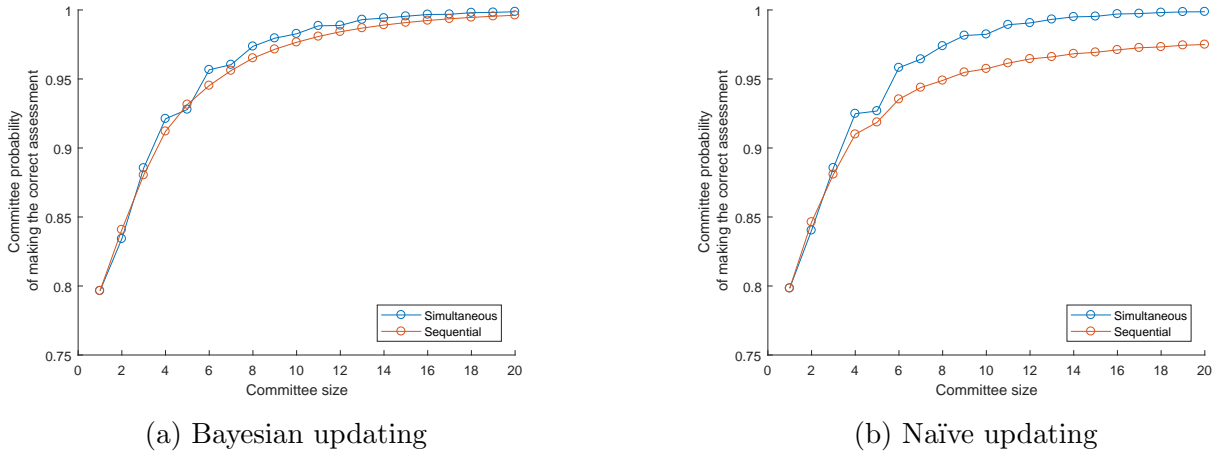 Committee probability
of making the correct assessment
1
0.95
0.9
0.85
0.8
0.75
0 2 4 6 8 10 12 14 16 18 20
Committee size
Simultaneous
Sequential
(a) Bayesian updating
Committee probability
of making the correct assessment
1
0.95
0.9
0.85
0.8
0.75
0 2 4 6 8 10 12 14 16 18 20
Committee size
Simultaneous
Sequential
(b) Naïve updating